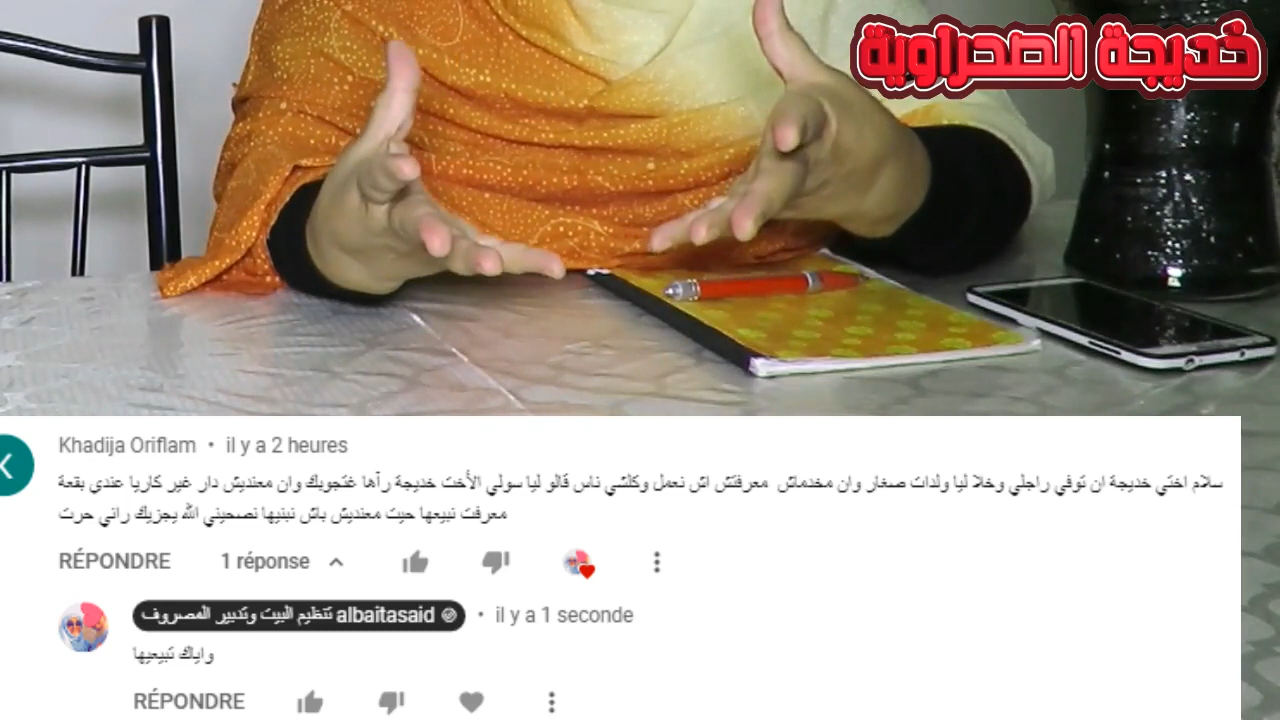 خديجة الصحراوية
Khadija Oriflam • il y a 2 heures
سلام اختي خديجة ان توفي راجلي وخلا ليا ولدات صغار وان مخدماش معرفتش اش نعمل وكلشي ناس قالو ليا سولي الأخت خديجة رآها غتجوبك وان معنديش دار غير كاريا عندي بقعة
معرفت نبيعها حيت معنديش باش نبنيها نصحيني الله يجزيك راني حرت
RÉPONDRE 1 réponse
albaitasaid تنظيم البيت وتدبير المصروف • il y a 1 seconde
واياك تبيعيها
RÉPONDRE
K